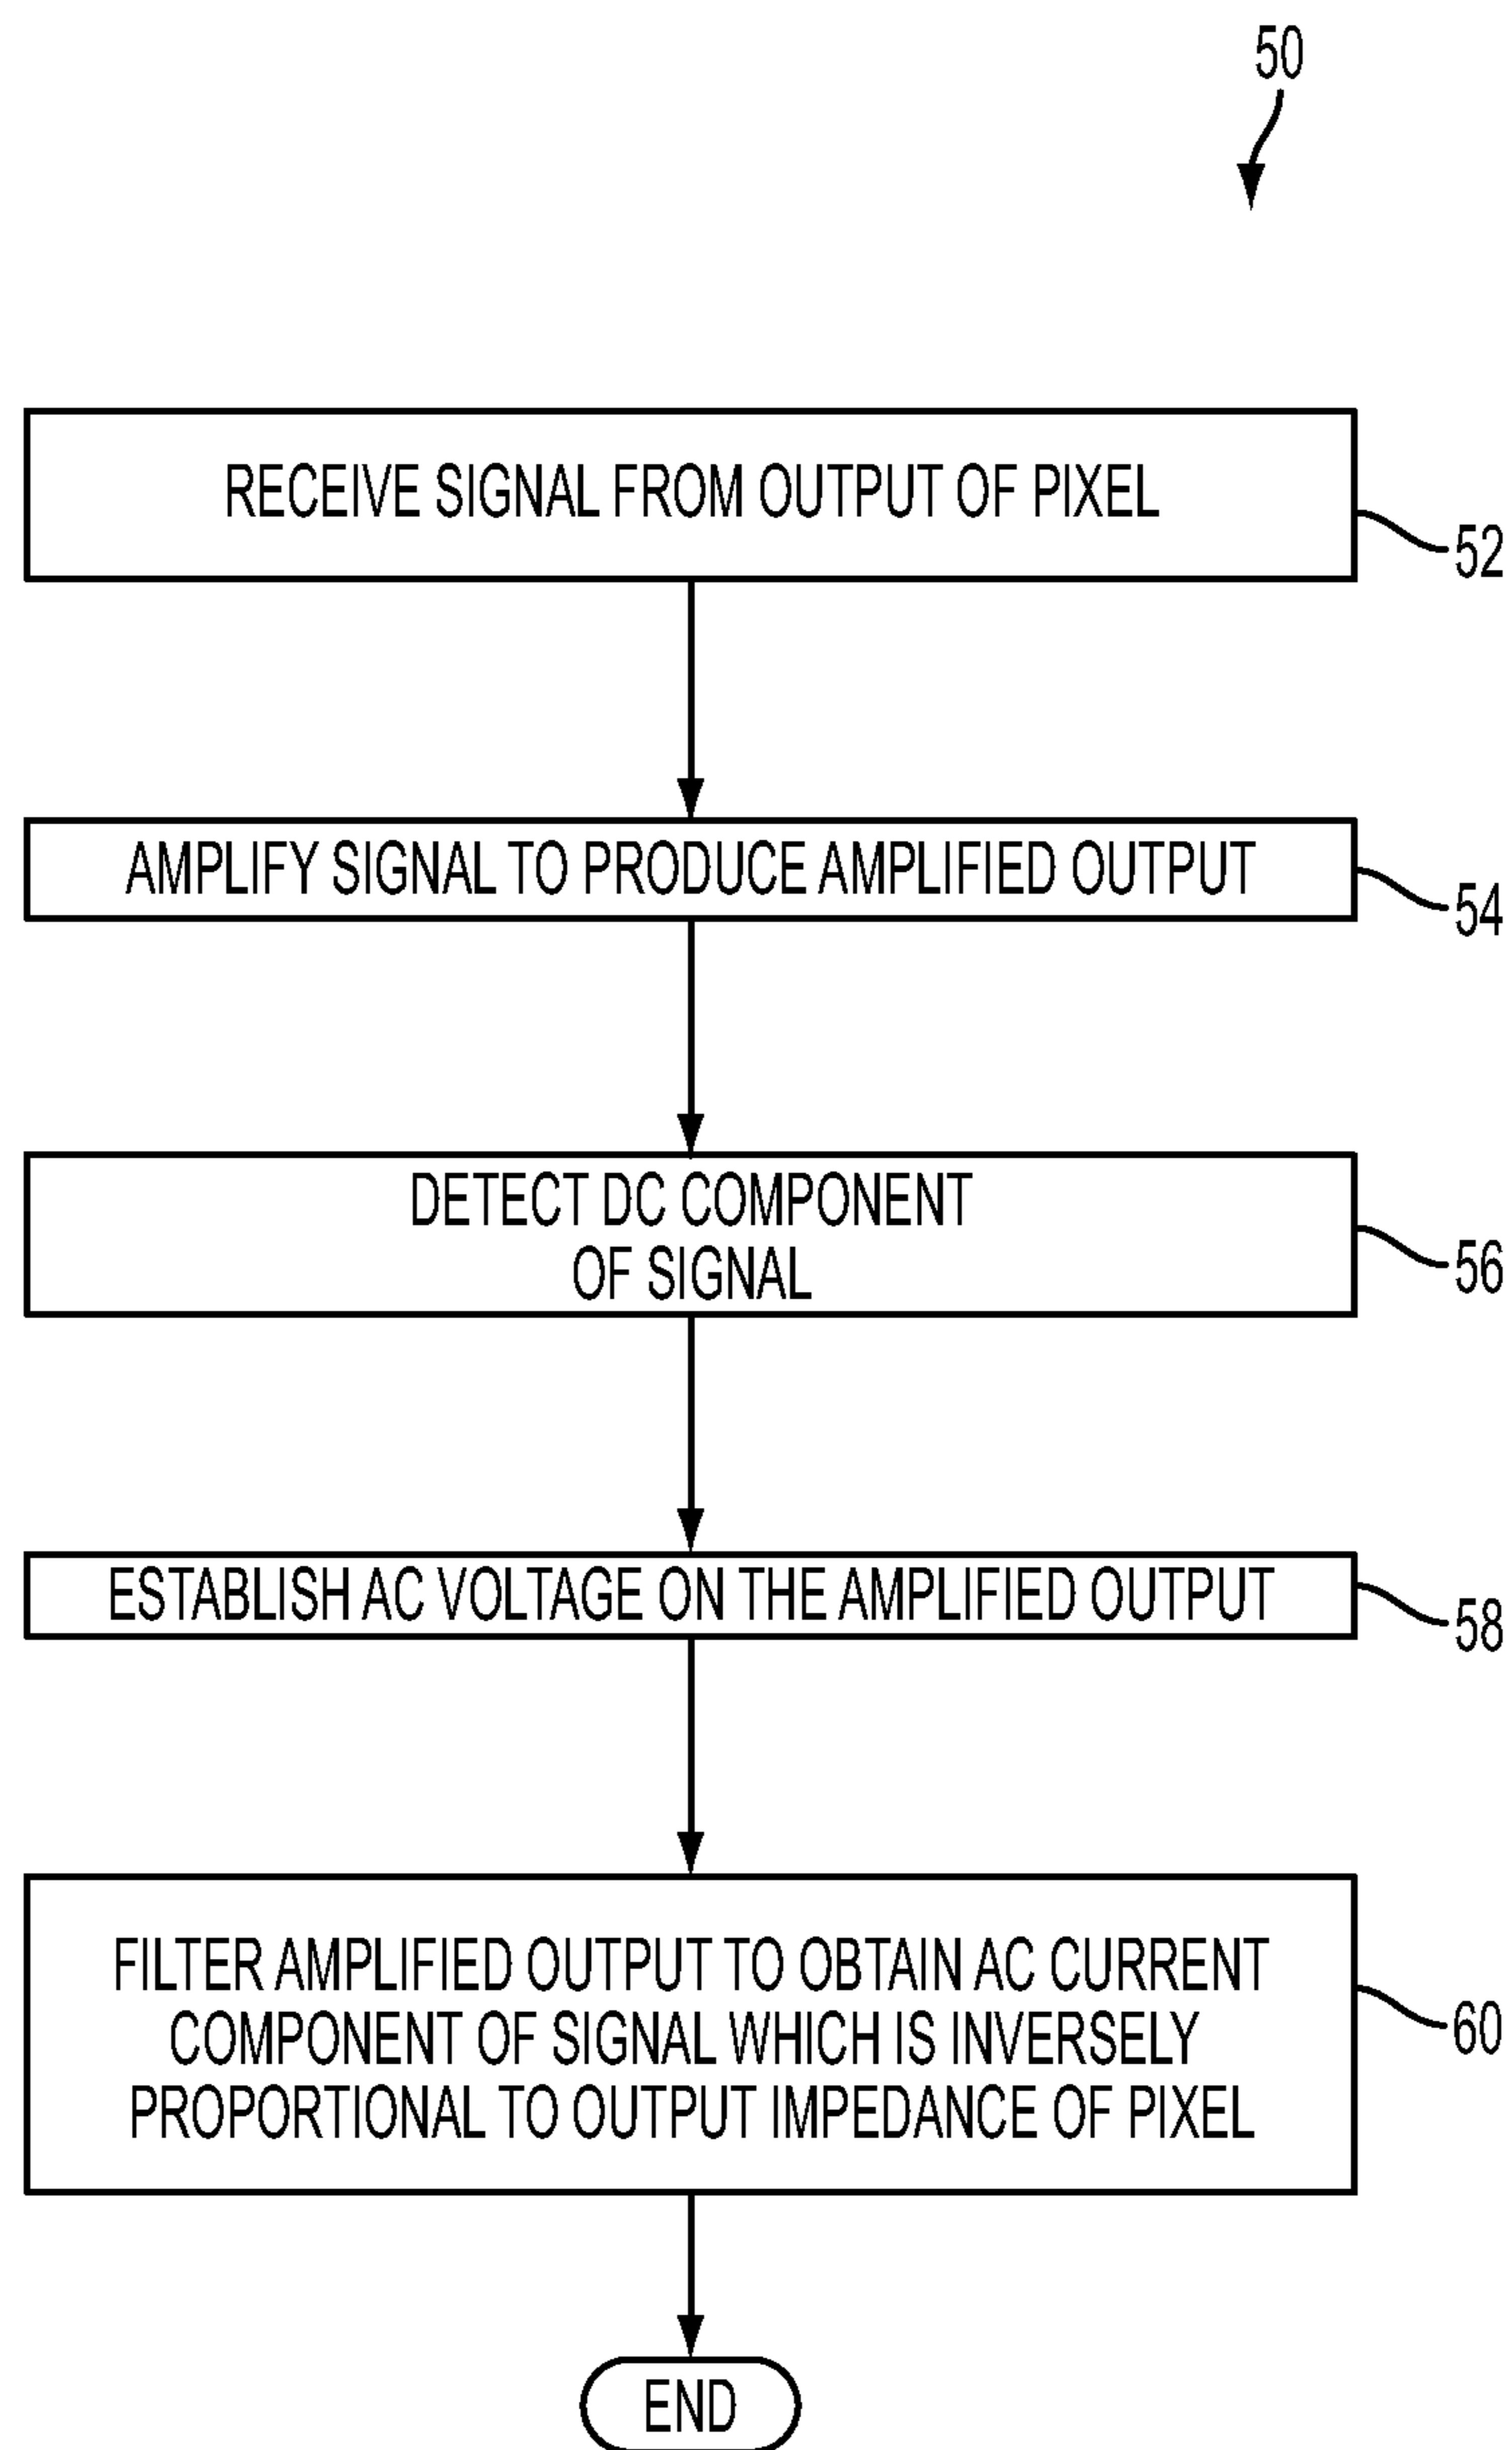 50
RECEIVE SIGNAL FROM OUTPUT OF PIXEL
52
AMPLIFY SIGNAL TO PRODUCE AMPLIFIED OUTPUT
54
DETECT DC COMPONENT
OF SIGNAL
56
ESTABLISH AC VOLTAGE ON THE AMPLIFIED OUTPUT
58
FILTER AMPLIFIED OUTPUT TO OBTAIN AC CURRENT
COMPONENT OF SIGNAL WHICH IS INVERSELY
PROPORTIONAL TO OUTPUT IMPEDANCE OF PIXEL
60
END